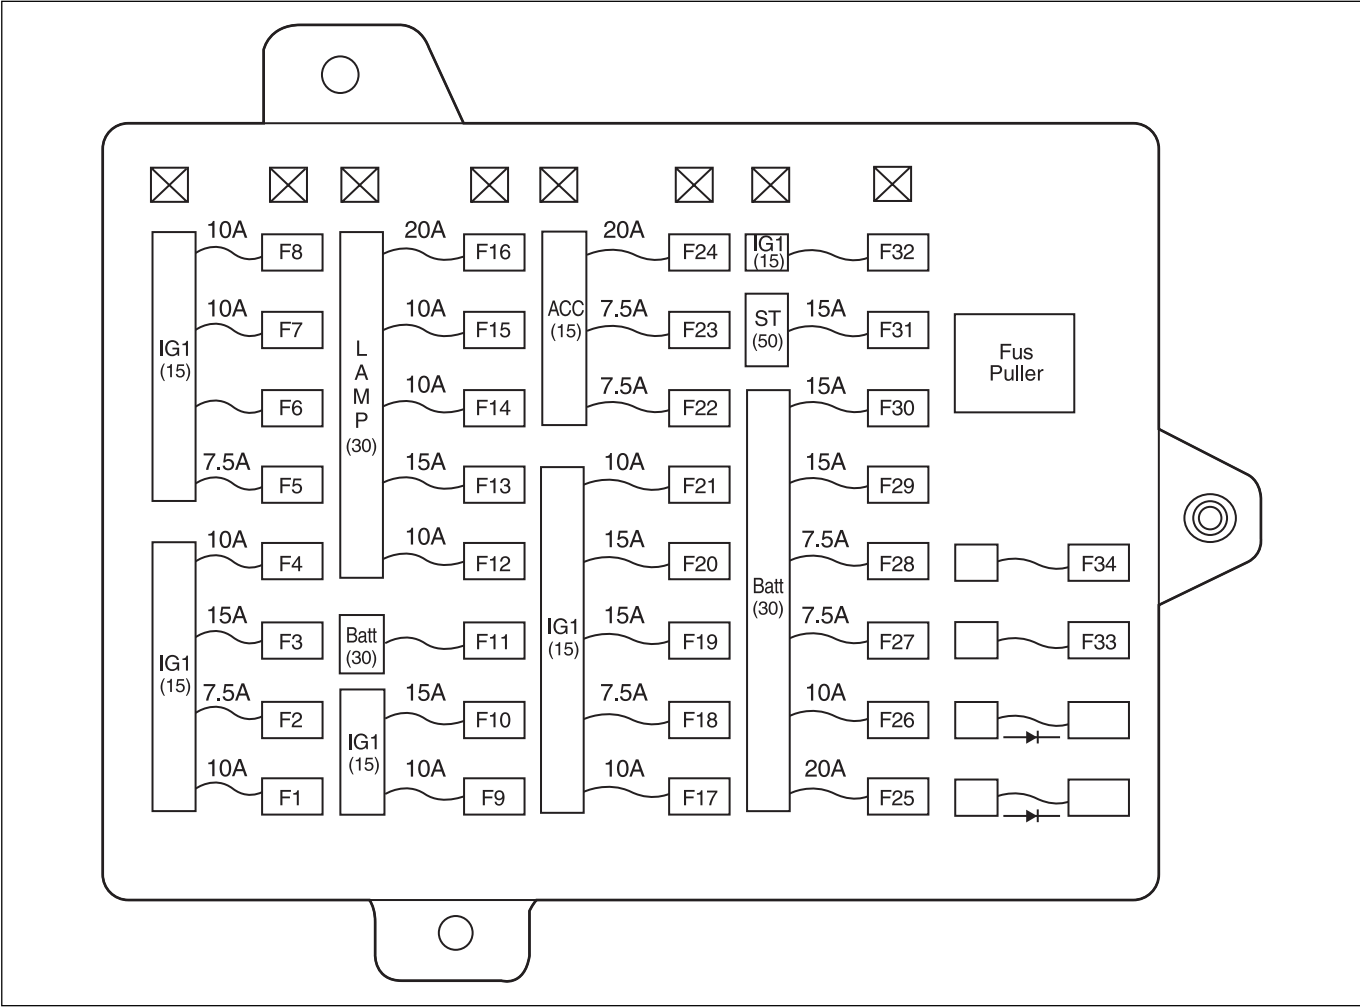 10A
F8
20A
F16
20A
F24
IG1
(15)
F32
10A
F7
10A
F15
ACC
(15)
7.5A
F23
ST
(50)
15A
F31
IG1
(15)
F6
L
A
M
P
(30)
10A
F14
7.5A
F22
15A
F30
Fus
Puller
7.5A
F5
15A
F13
10A
F21
15A
F29
10A
F4
10A
F12
15A
F20
7.5A
F28
F34
IG1
(15)
15A
F3
Batt
(30)
F11
IG1
(15)
15A
F19
Batt
(30)
7.5A
F27
F33
7.5A
F2
IG1
(15)
15A
F10
7.5A
F18
10A
F26
10A
F1
10A
F9
10A
F17
20A
F25